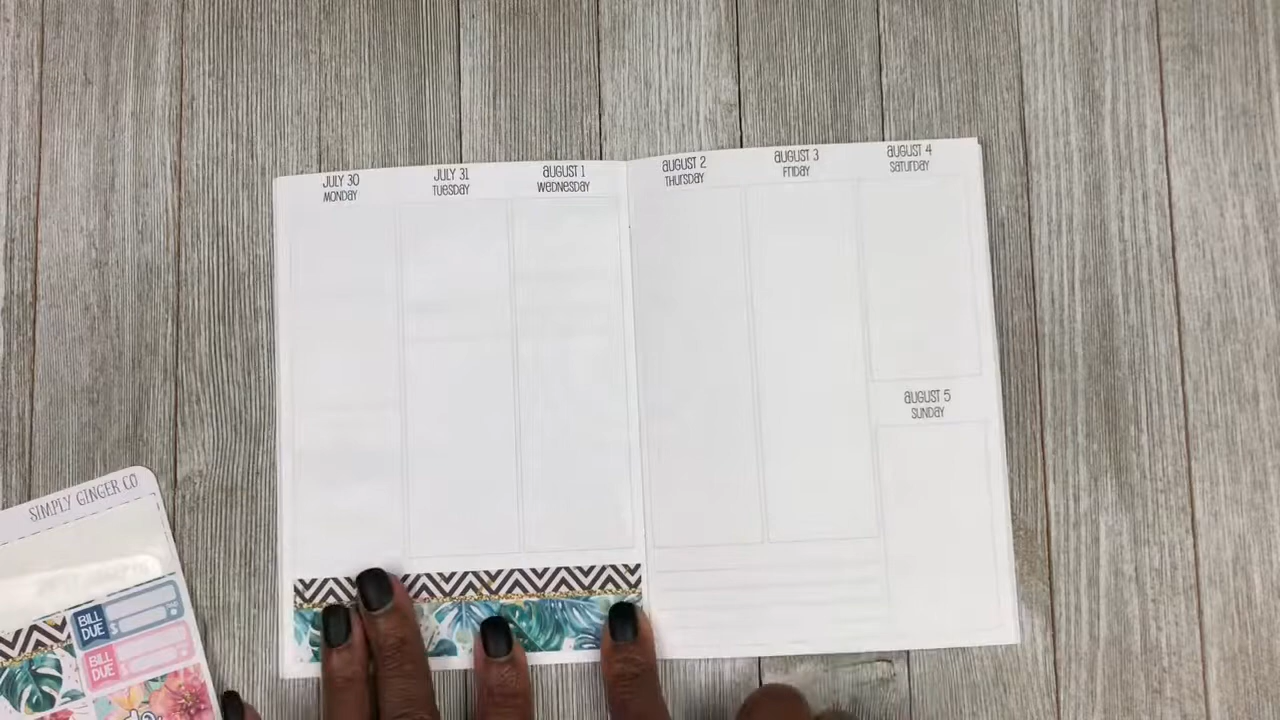 JULY 30
MONDAY
JULY 31
TUESDAY
AUGUST 1
WEDNESDAY
AUGUST 2
THURSDAY
AUGUST 3
FRIDAY
AUGUST 4
SATURDAY
AUGUST 5
SUNDAY
SIMPLY GINGER CO
BILL
DUE
$
PAID
BILL
DUE
$